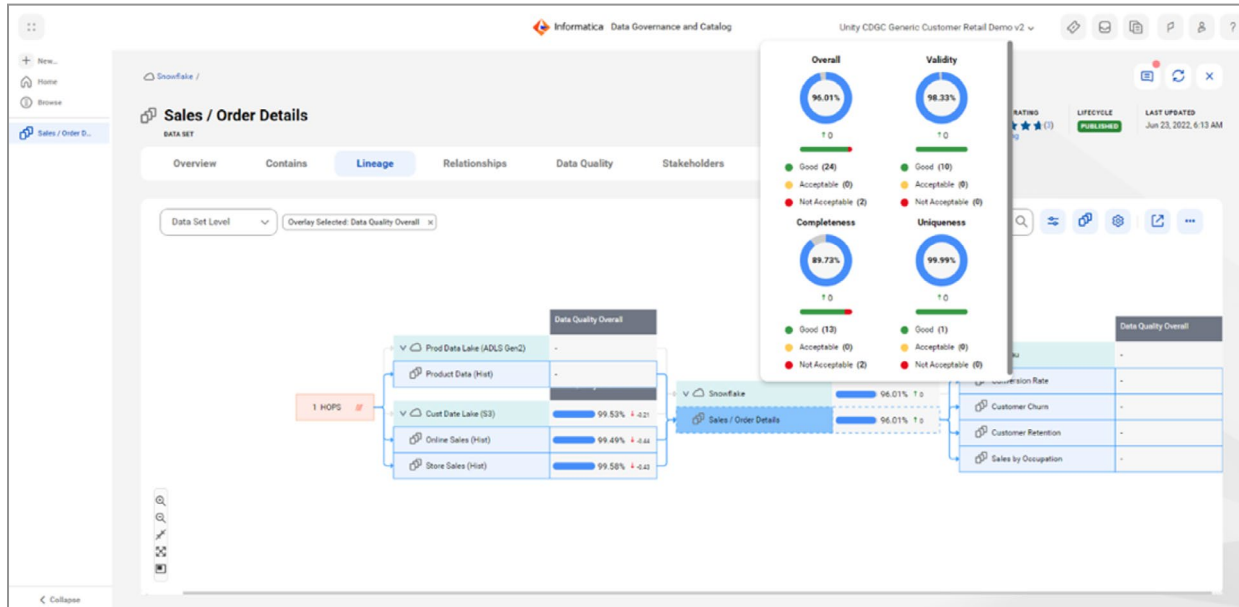 Informatica Data Governance and Catalog
Unity CDGC Generic Customer Retail Demo v2
?
New...
Home
Browse
Sales / Order D...
Snowflake /
Sales / Order Details
DATA SET
RATING
(3)
LIFECYCLE
PUBLISHED
LAST UPDATED
Jun 23, 2022, 6:13 AM
Overview Contains Lineage Relationships Data Quality Stakeholders
Data Set Level
Overlay Selected: Data Quality Overall ×
Overall Validity
96.01% 98.33%
↑ 0 ↑ 0
Good (24) Good (10)
Acceptable (0) Acceptable (0)
Not Acceptable (2) Not Acceptable (0)
Completeness Uniqueness
89.73% 99.99%
↑ 0 ↑ 0
Good (13) Good (1)
Acceptable (0) Acceptable (0)
Not Acceptable (2) Not Acceptable (0)
1 HOPS
Data Quality Overall
Prod Data Lake (ADLS Gen2) -
Product Data (Hist) -
Cust Date Lake (S3) 99.53% ↓ -0.21
Online Sales (Hist) 99.49% ↓ -0.44
Store Sales (Hist) 99.58% ↓ -0.43
Snowflake 96.01% ↑ 0
Sales / Order Details 96.01% ↑ 0
Data Quality Overall
-
Conversion Rate -
Customer Churn -
Customer Retention -
Sales by Occupation -
Collapse